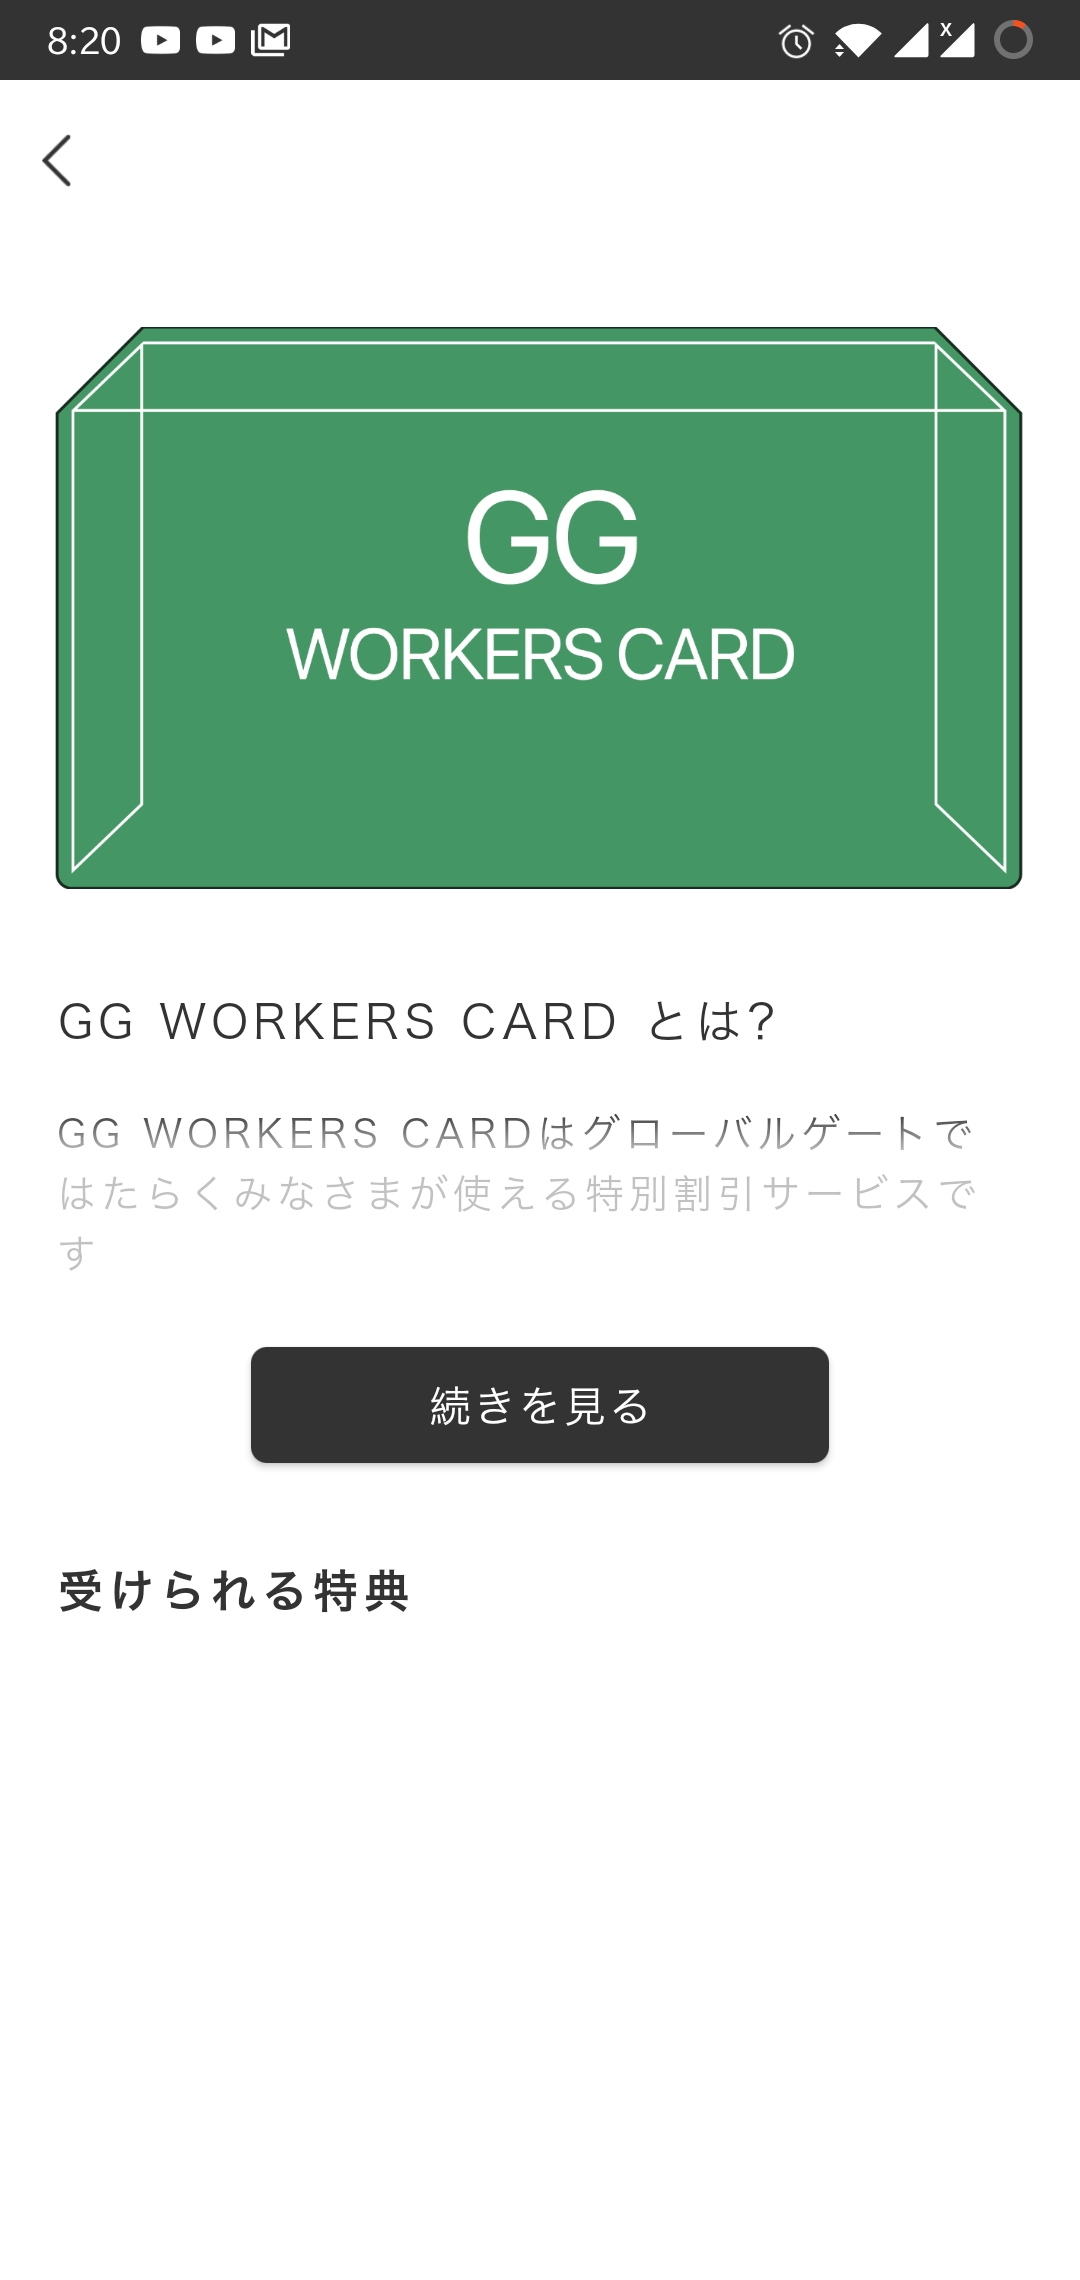 8:20
GG
WORKERS CARD
GG WORKERS CARD とは?
GG WORKERS CARDはグローバルゲートで
はたらくみなさまが使える特別割引サービスで
す
続きを見る
受けられる特典